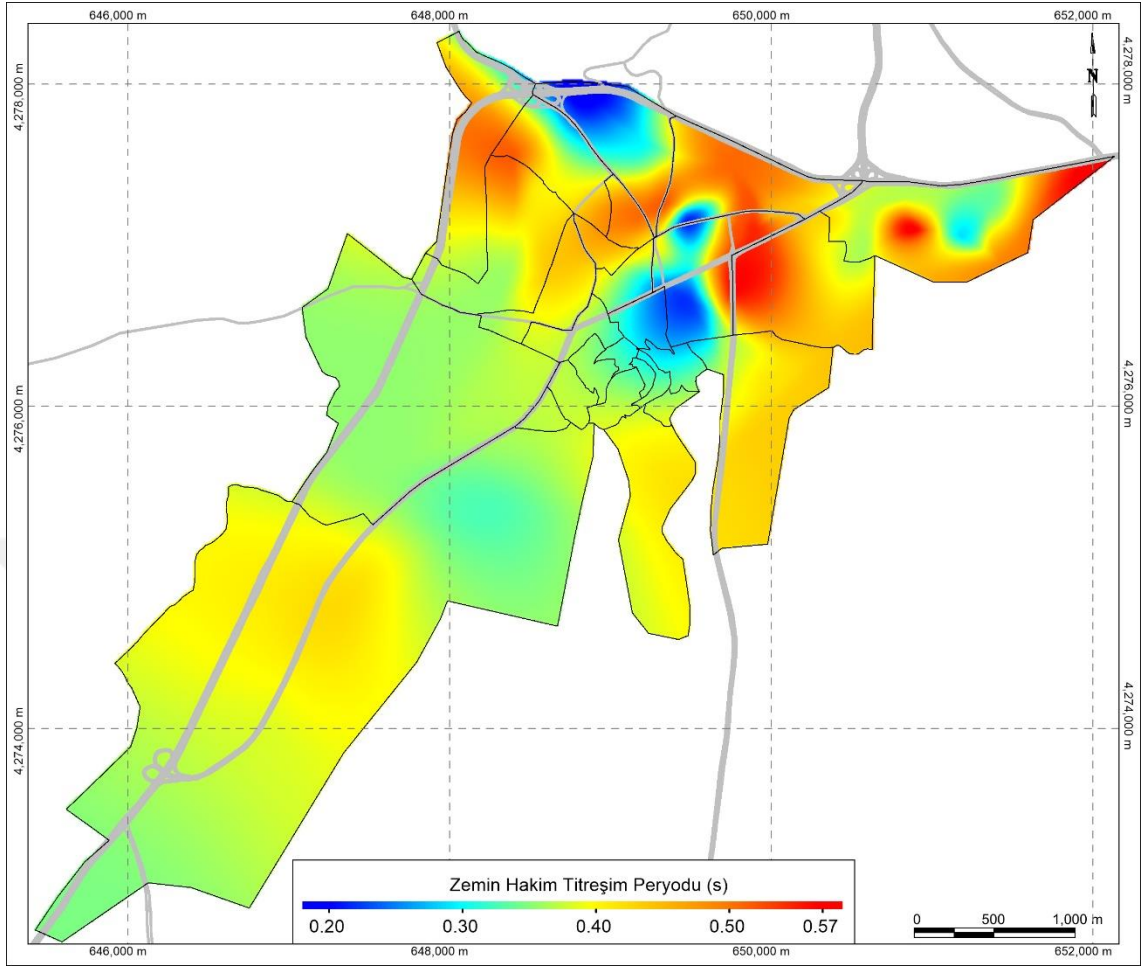 646,000 m 648,000 m 650,000 m 652,000 m
4,278,000 m
4,278,000 m
N
4,276,000 m
4,276,000 m
4,274,000 m
4,274,000 m
Zemin Hakim Titreşim Peryodu (s)
0.20 0.30 0.40 0.50 0.57
0 500 1,000 m
646,000 m 648,000 m 650,000 m 652,000 m